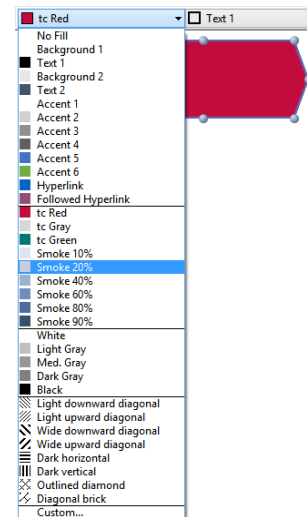 tc Red
Text 1
No Fill
Background 1
Text 1
Background 2
Text 2
Accent 1
Accent 2
Accent 3
Accent 4
Accent 5
Accent 6
Hyperlink
Followed Hyperlink
tc Red
tc Gray
tc Green
Smoke 10%
Smoke 20%
Smoke 40%
Smoke 60%
Smoke 80%
Smoke 90%
White
Light Gray
Med. Gray
Dark Gray
Black
Light downward diagonal
Light upward diagonal
Wide downward diagonal
Wide upward diagonal
Dark horizontal
Dark vertical
Outlined diamond
Diagonal brick
Custom...